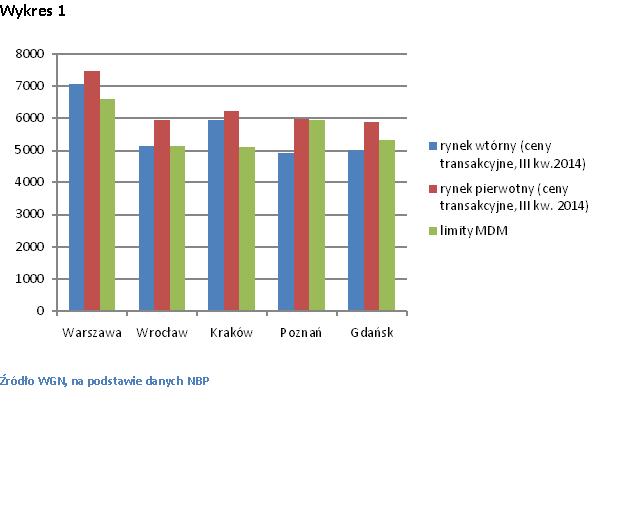 Wykres 1
8000
7000
6000
5000
4000
3000
2000
1000
0
Warszawa Wrocław Kraków Poznań Gdańsk
rynek wtórny (ceny
transakcyjne, III kw.2014)
rynek pierwotny (ceny
transakcyjne, III kw. 2014)
limity MDM
Źródło WGN, na podstawie danych NBP